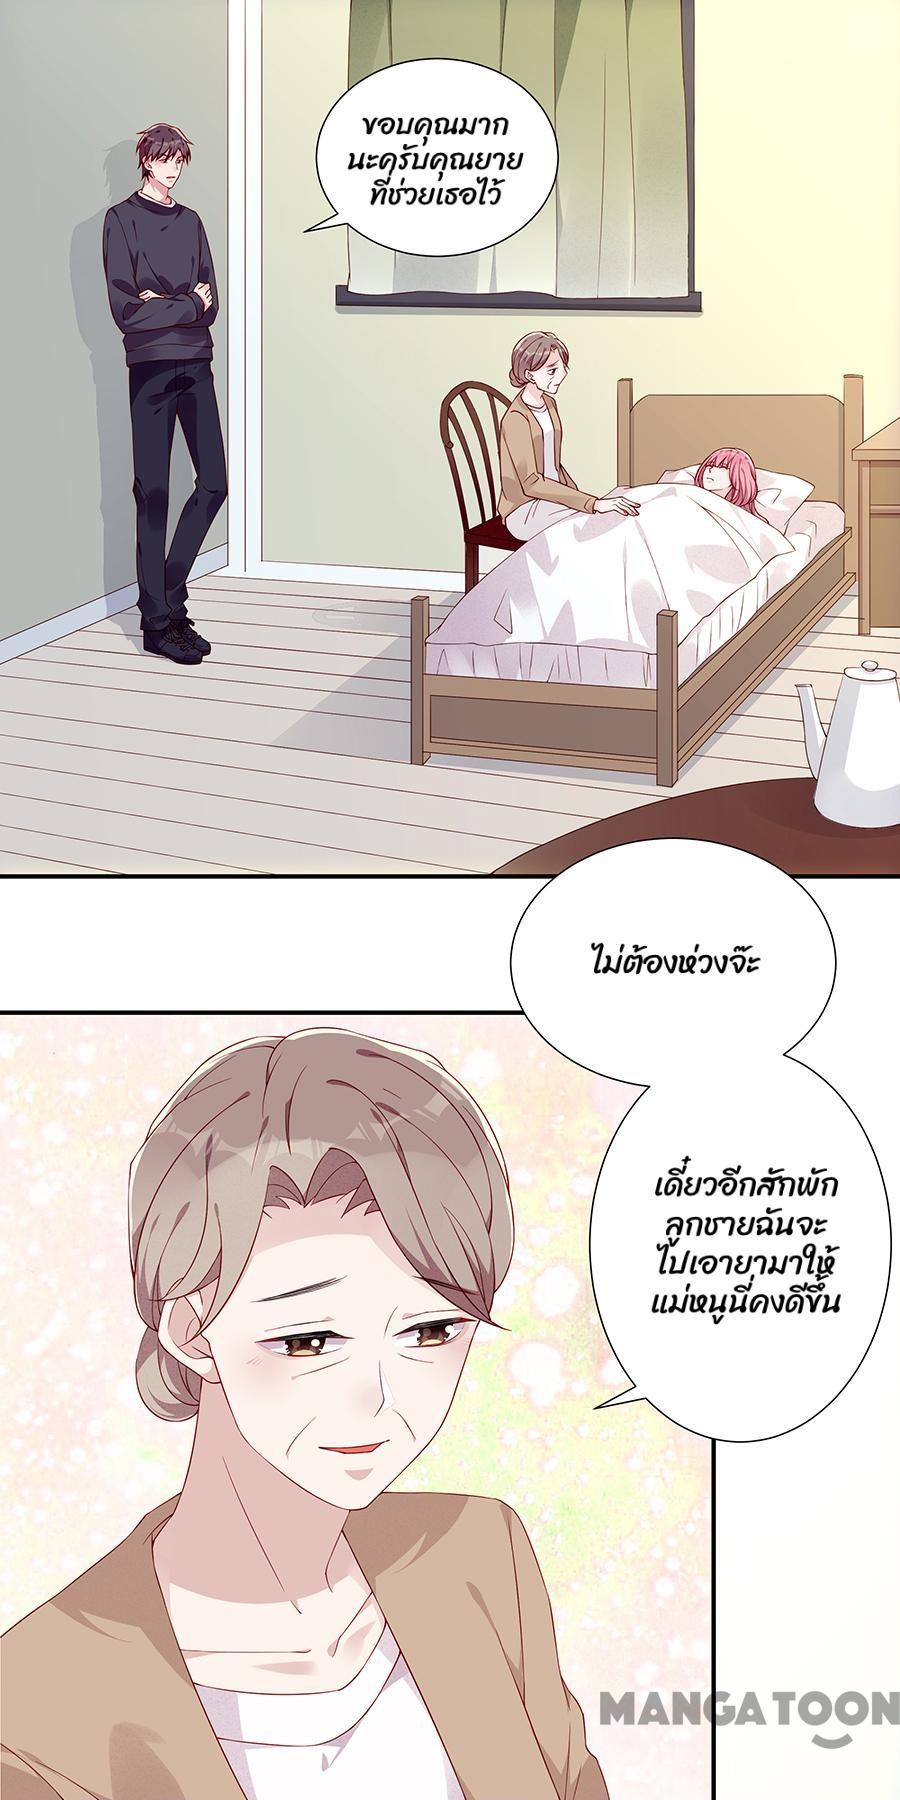 ขอบคุณมาก
นะครับคุณยาย
ที่ช่วยเธอไว้
ไม่ต้องห่วงจ๊ะ
เดี๋ยวอีกสักพัก
ลูกชายฉันจะ
ไปเอายามาให้
แม่หนูนี่คงดีขึ้น
MANGA TOON